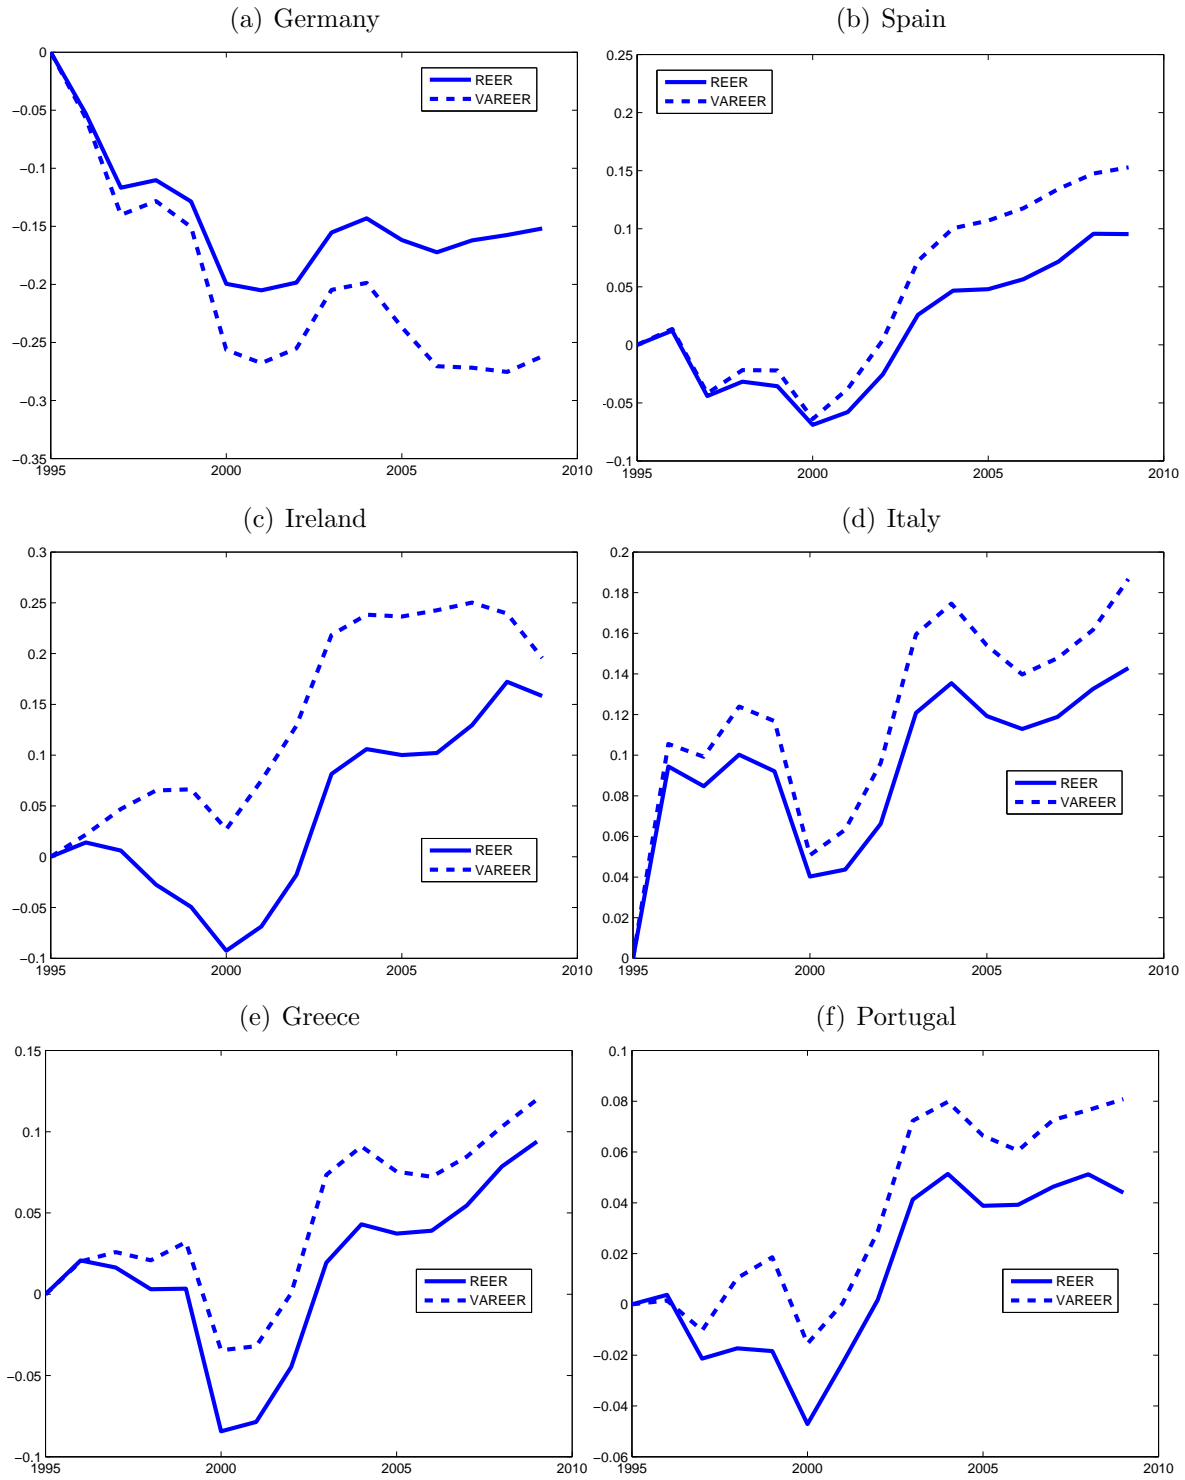 (a) Germany
0
−0.05
−0.1
−0.15
−0.2
−0.25
−0.3
−0.35
1995 2000 2005 2010
REER
VAREER
(b) Spain
0.25
0.2
0.15
0.1
0.05
0
-0.05
−0.1
1995 2000 2005 2010
REER
VAREER
(c) Ireland
0.3
0.25
0.2
0.15
0.1
0.05
0
−0.05
−0.1
1995 2000 2005 2010
REER
VAREER
(d) Italy
0.2
0.18
0.16
0.14
0.12
0.1
0.08
0.06
0.04
0.02
0
1995 2000 2005 2010
REER
VAREER
(e) Greece
0.15
0.1
0.05
0
−0.05
−0.1
1995 2000 2005 2010
REER
VAREER
(f) Portugal
0.1
0.08
0.06
0.04
0.02
0
−0.02
−0.04
−0.06
1995 2000 2005 2010
REER
VAREER